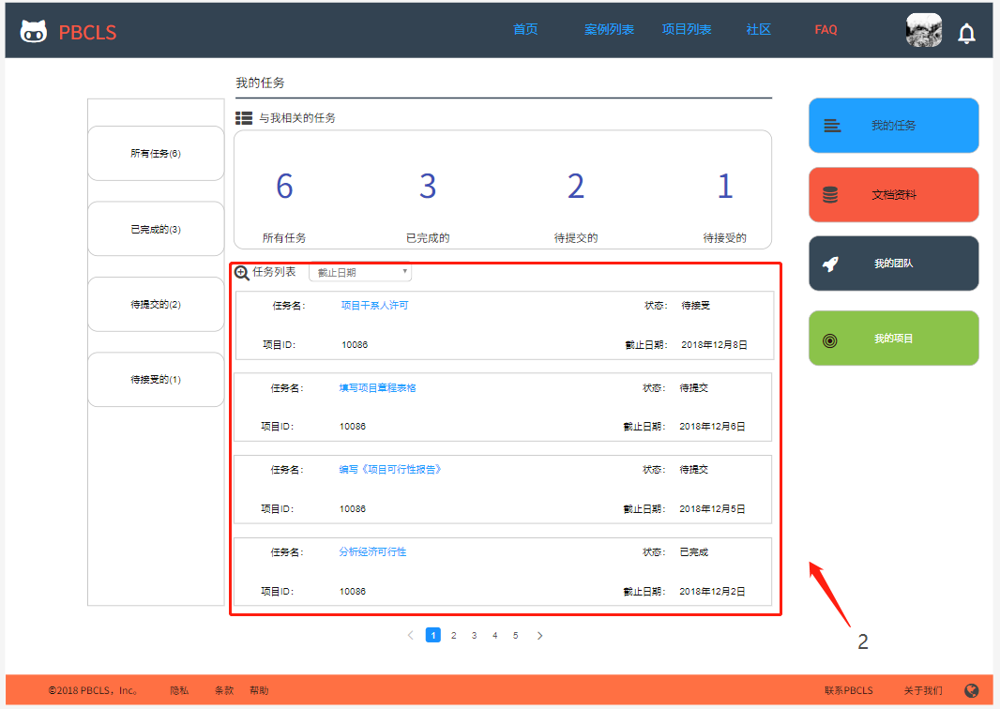 PBCLS 首页 案例列表 项目列表 社区 FAQ
我的任务
与我相关的任务
所有任务(6)
已完成的(3)
待提交的(2)
待接受的(1)
6 3 2 1
所有任务 已完成的 待提交的 待接受的
任务列表 截止日期
任务名： 项目干系人许可 状态： 待接受
项目ID： 10086 截止日期： 2018年12月8日
任务名： 填写项目章程表格 状态： 待提交
项目ID： 10086 截止日期： 2018年12月6日
任务名： 编写《项目可行性报告》 状态： 待提交
项目ID： 10086 截止日期： 2018年12月5日
任务名： 分析经济可行性 状态： 已完成
项目ID： 10086 截止日期： 2018年12月2日
1 2 3 4 5
我的任务
文档资料
我的团队
我的项目
2
©2018 PBCLS，Inc。 隐私 条款 帮助 联系PBCLS 关于我们